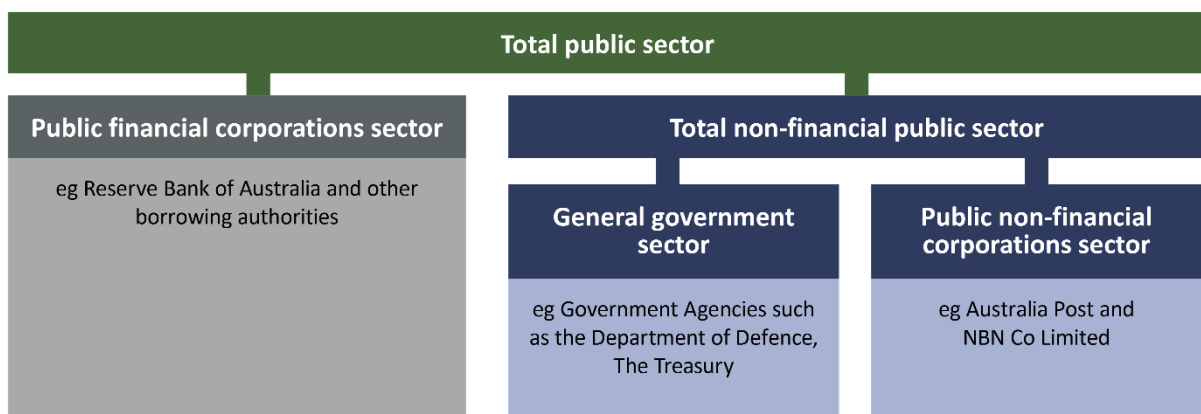 Total public sector
Public financial corporations sector
eg Reserve Bank of Australia and other
borrowing authorities
Total non-financial public sector
General government
sector
eg Government Agencies such
as the Department of Defence,
The Treasury
Public non-financial
corporations sector
eg Australia Post and
NBN Co Limited